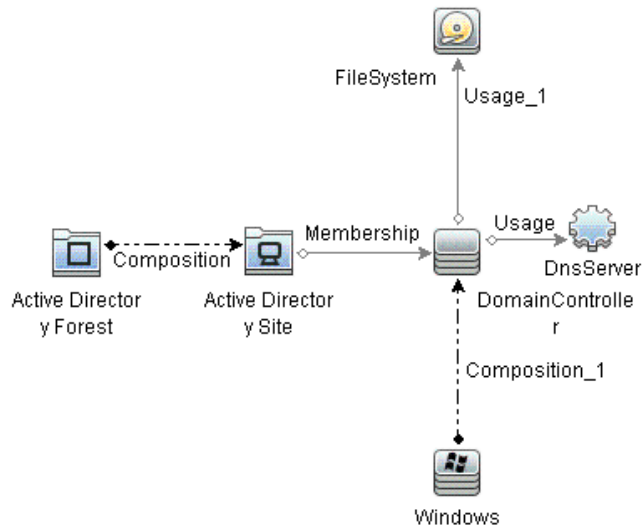 FileSystem
Usage_1
Membership
Usage
Composition
DnsServer
Active Director
y Forest
Active Director
y Site
DomainControlle
r
Composition_1
Windows